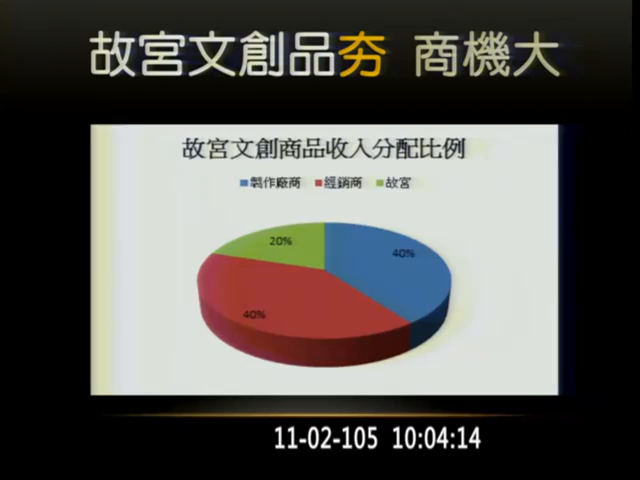 故宮文創品夯 商機大
故宮文創商品收入分配比例
製作廠商 經銷商 故宮
20%
40%
40%
11-02-105 10:04:14